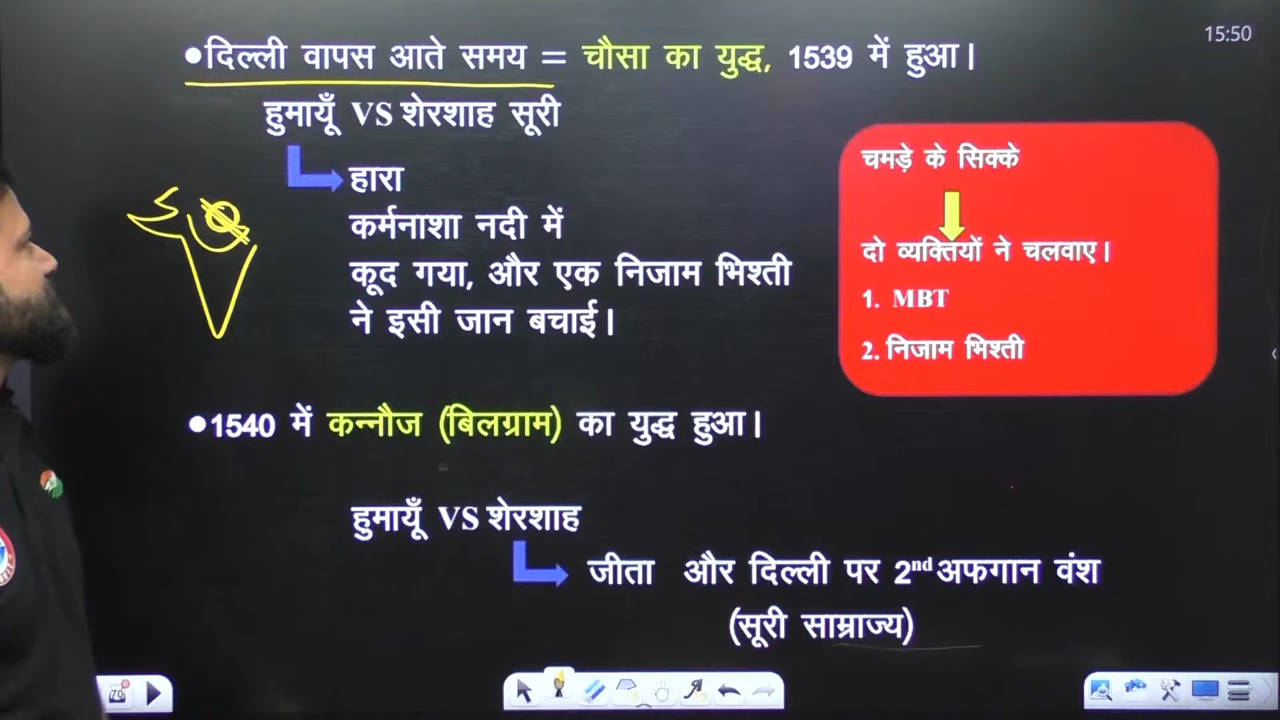 15:50
•दिल्ली वापस आते समय = चौसा का युद्ध, 1539 में हुआ।
हुमायूँ VS शेरशाह सूरी
हारा
कर्मनाशा नदी में
कूद गया, और एक निजाम भिश्ती
ने इसी जान बचाई।
चमड़े के सिक्के
दो व्यक्तियों ने चलवाए।
1. MBT
2. निजाम भिश्ती
•1540 में कन्नौज (बिलग्राम) का युद्ध हुआ।
हुमायूँ VS शेरशाह
जीता और दिल्ली पर 2nd अफगान वंश
(सूरी साम्राज्य)